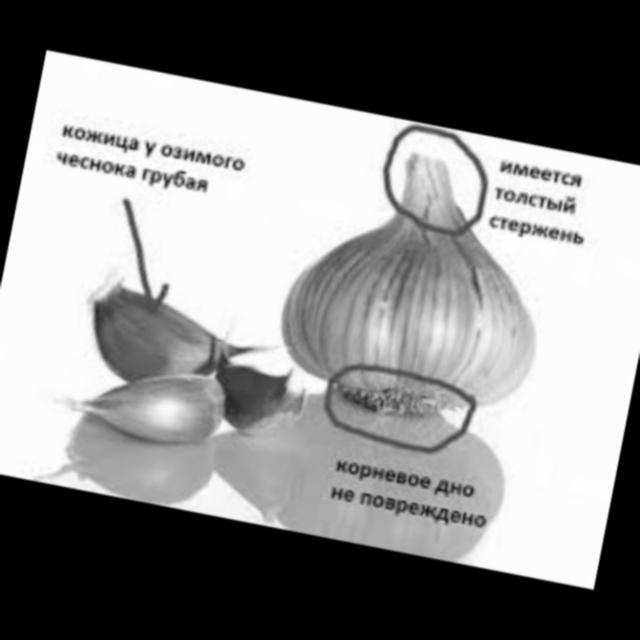 кожица у озимого
чеснока грубая
имеется
толстый
стержень
корневое дно
не повреждено